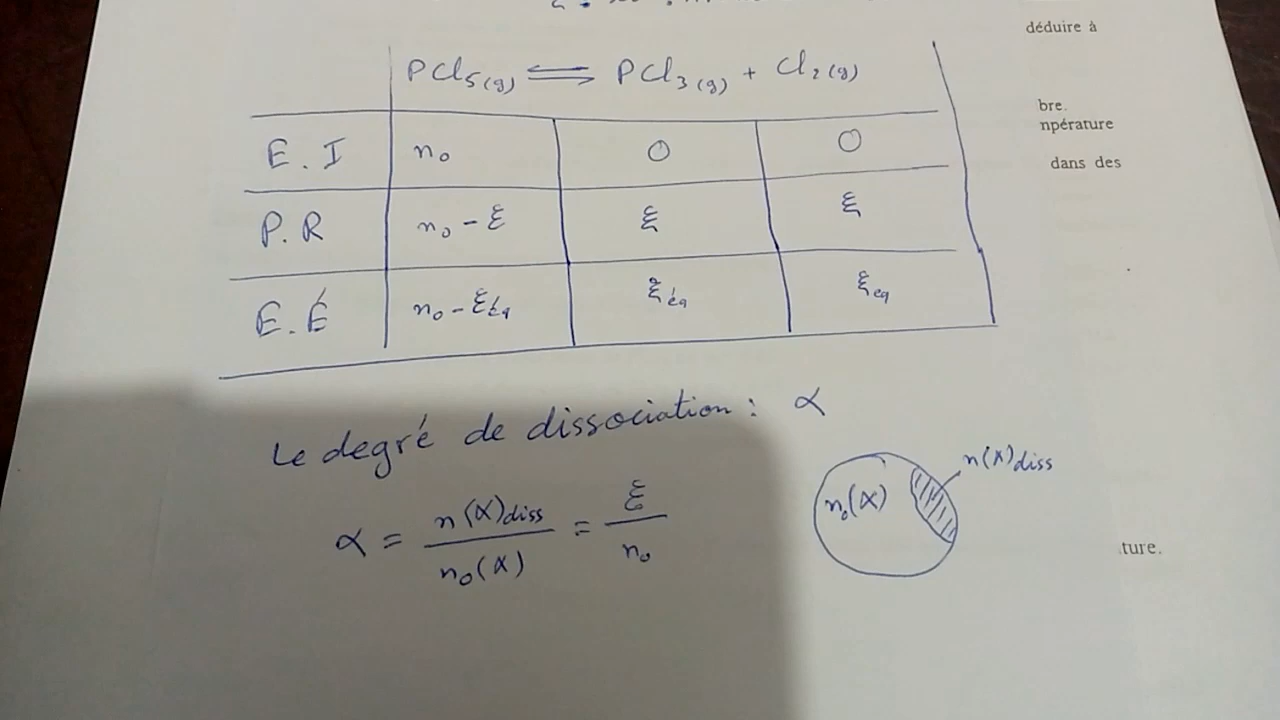 déduire à
PCl₅(g) ⇌ PCl₃(g) + Cl₂(g)
bre.
npérature
E.I n₀ 0 0
dans des
P.R n₀ - ξ ξ ξ
E.É n₀ - ξéq ξéq ξeq
Le degré de dissociation : α
n(X)diss
n₀(X)
α = n(X)diss / n₀(X) = ξ / n₀
ture.